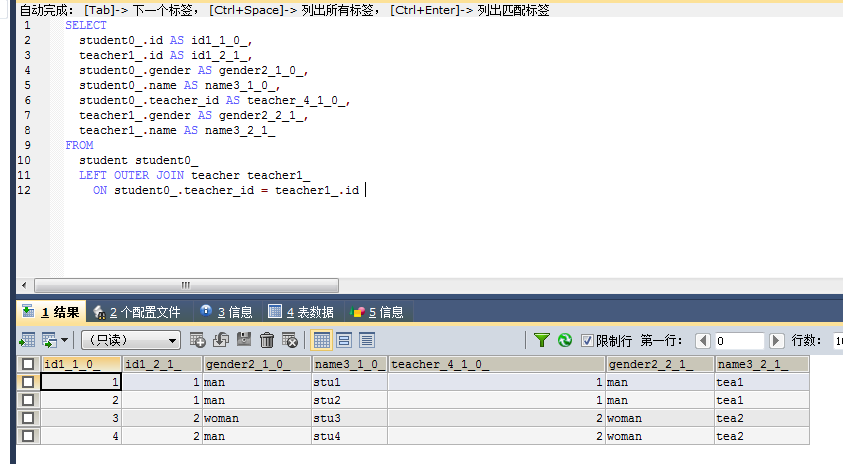 自动完成: [Tab]-> 下一个标签, [Ctrl+Space]-> 列出所有标签, [Ctrl+Enter]-> 列出匹配标签
1 SELECT
2 student0_.id AS id1_1_0_,
3 teacher1_.id AS id1_2_1_,
4 student0_.gender AS gender2_1_0_,
5 student0_.name AS name3_1_0_,
6 student0_.teacher_id AS teacher_4_1_0_,
7 teacher1_.gender AS gender2_2_1_,
8 teacher1_.name AS name3_2_1_
9 FROM
10 student student0_
11 LEFT OUTER JOIN teacher teacher1_
12 ON student0_.teacher_id = teacher1_.id
1 结果 2 个配置文件 3 信息 4 表数据 5 信息
(只读) 限制行 第一行: 0 行数:
id1_1_0_ id1_2_1_ gender2_1_0_ name3_1_0_ teacher_4_1_0_ gender2_2_1_ name3_2_1_
1 1 man stu1 1 man tea1
2 1 man stu2 1 man tea1
3 2 woman stu3 2 woman tea2
4 2 man stu4 2 woman tea2